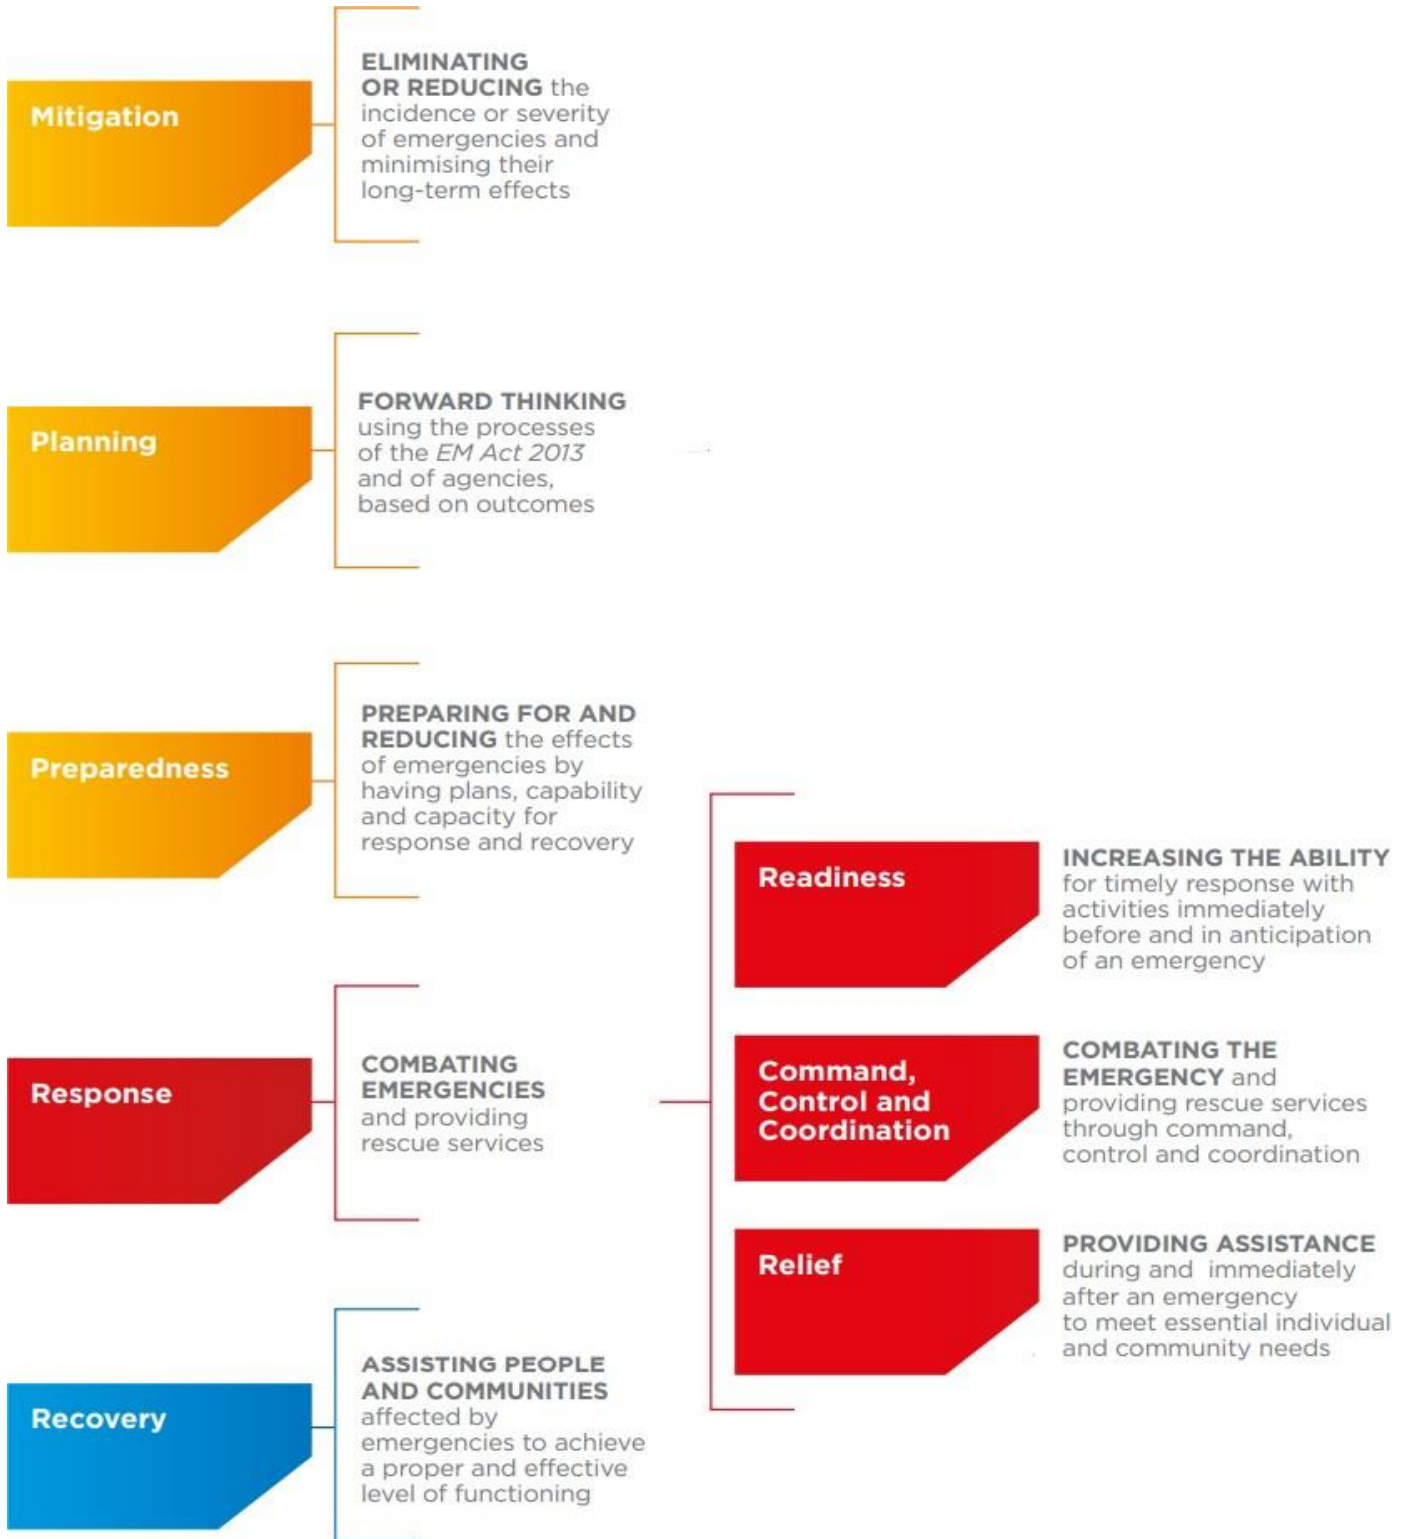 Mitigation
ELIMINATING
OR REDUCING the
incidence or severity
of emergencies and
minimising their
long-term effects
Planning
FORWARD THINKING
using the processes
of the EM Act 2013
and of agencies,
based on outcomes
Preparedness
PREPARING FOR AND
REDUCING the effects
of emergencies by
having plans, capability
and capacity for
response and recovery
Response
COMBATING
EMERGENCIES
and providing
rescue services
Readiness
INCREASING THE ABILITY
for timely response with
activities immediately
before and in anticipation
of an emergency
Command,
Control and
Coordination
COMBATING THE
EMERGENCY and
providing rescue services
through command,
control and coordination
Relief
PROVIDING ASSISTANCE
during and  immediately
after an emergency
to meet essential individual
and community needs
Recovery
ASSISTING PEOPLE
AND COMMUNITIES
affected by
emergencies to achieve
a proper and effective
level of functioning